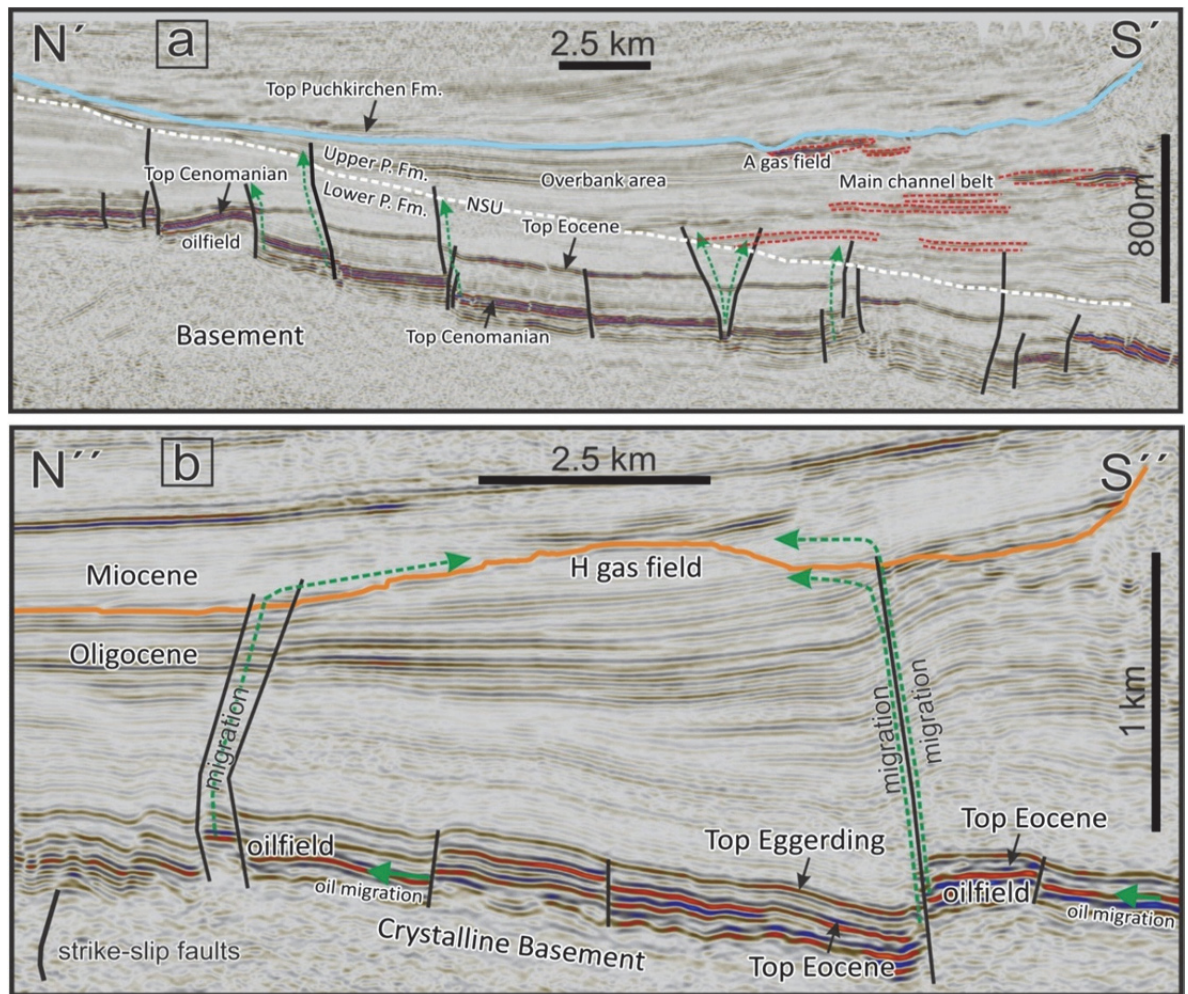 N´
a
2.5 km
S´
Top Puchkirchen Fm.
A gas field
Upper P. Fm.
Overbank area
Main channel belt
Top Cenomanian
Lower P. Fm.
NSU
Top Eocene
oilfield
800m
Basement
Top Cenomanian
N´´
b
2.5 km
S´´
Miocene
H gas field
Oligocene
1 km
migration
migration
migration
oilfield
Top Eggerding
Top Eocene
oil migration
oilfield
oil migration
Crystalline Basement
strike-slip faults
Top Eocene